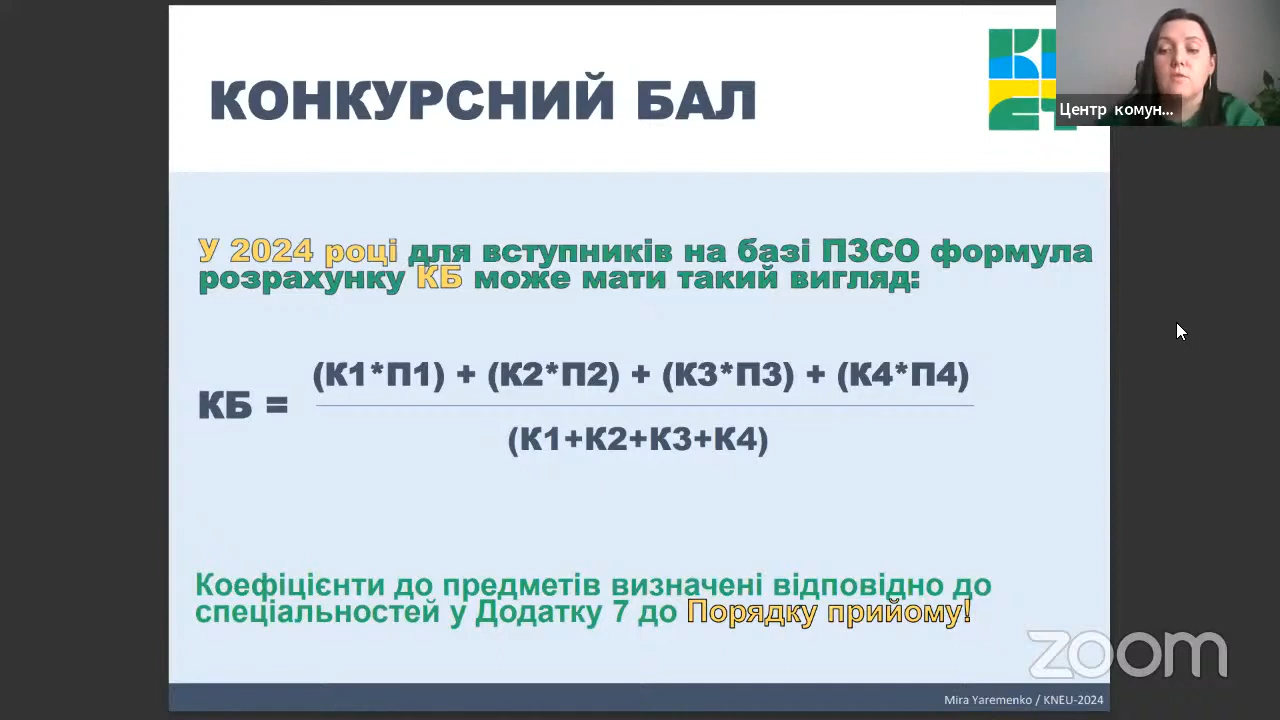 КОНКУРСНИЙ БАЛ
Центр комун...
У 2024 році для вступників на базі ПЗСО формула
розрахунку КБ може мати такий вигляд:
КБ =
(К1*П1) + (К2*П2) + (К3*П3) + (К4*П4)
(К1+К2+К3+К4)
Коефіцієнти до предметів визначені відповідно до
спеціальностей у Додатку 7 до Порядку прийому!
zoom
Mira Yaremenko / KNEU-2024